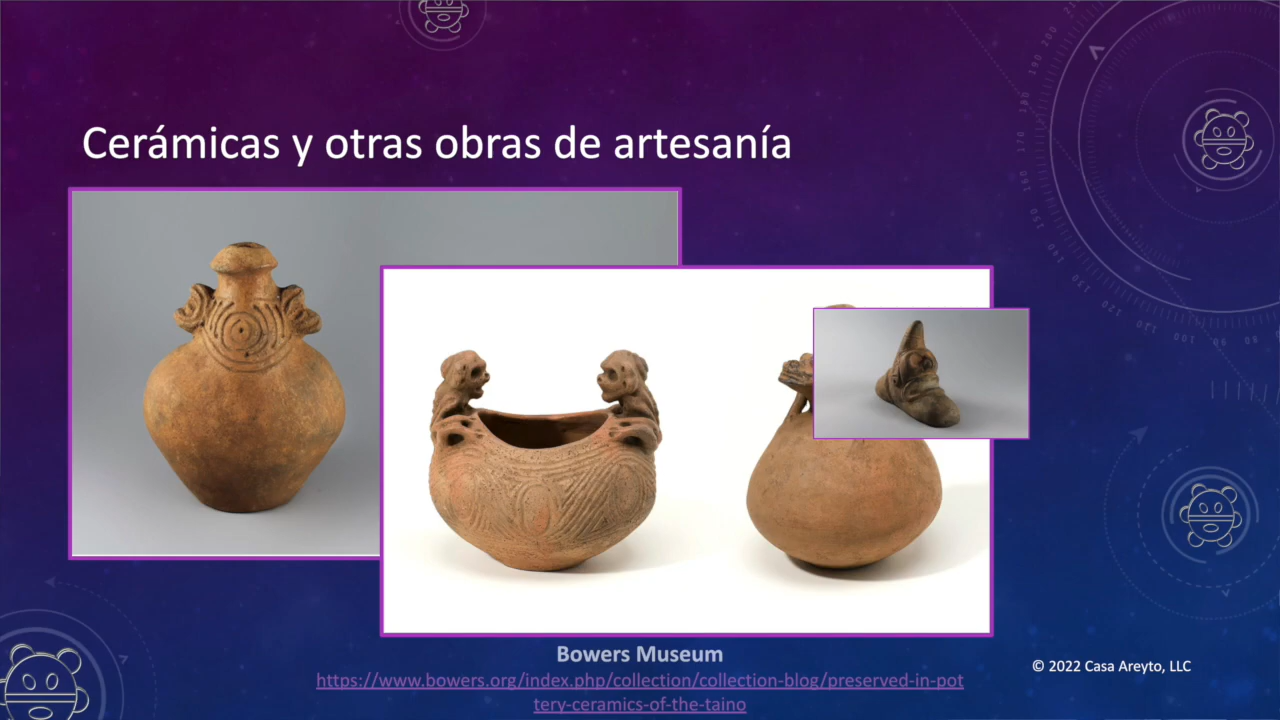 Cerámicas y otras obras de artesanía
Bowers Museum
https://www.bowers.org/index.php/collection/collection-blog/preserved-in-pot
tery-ceramics-of-the-taino
© 2022 Casa Areyto, LLC